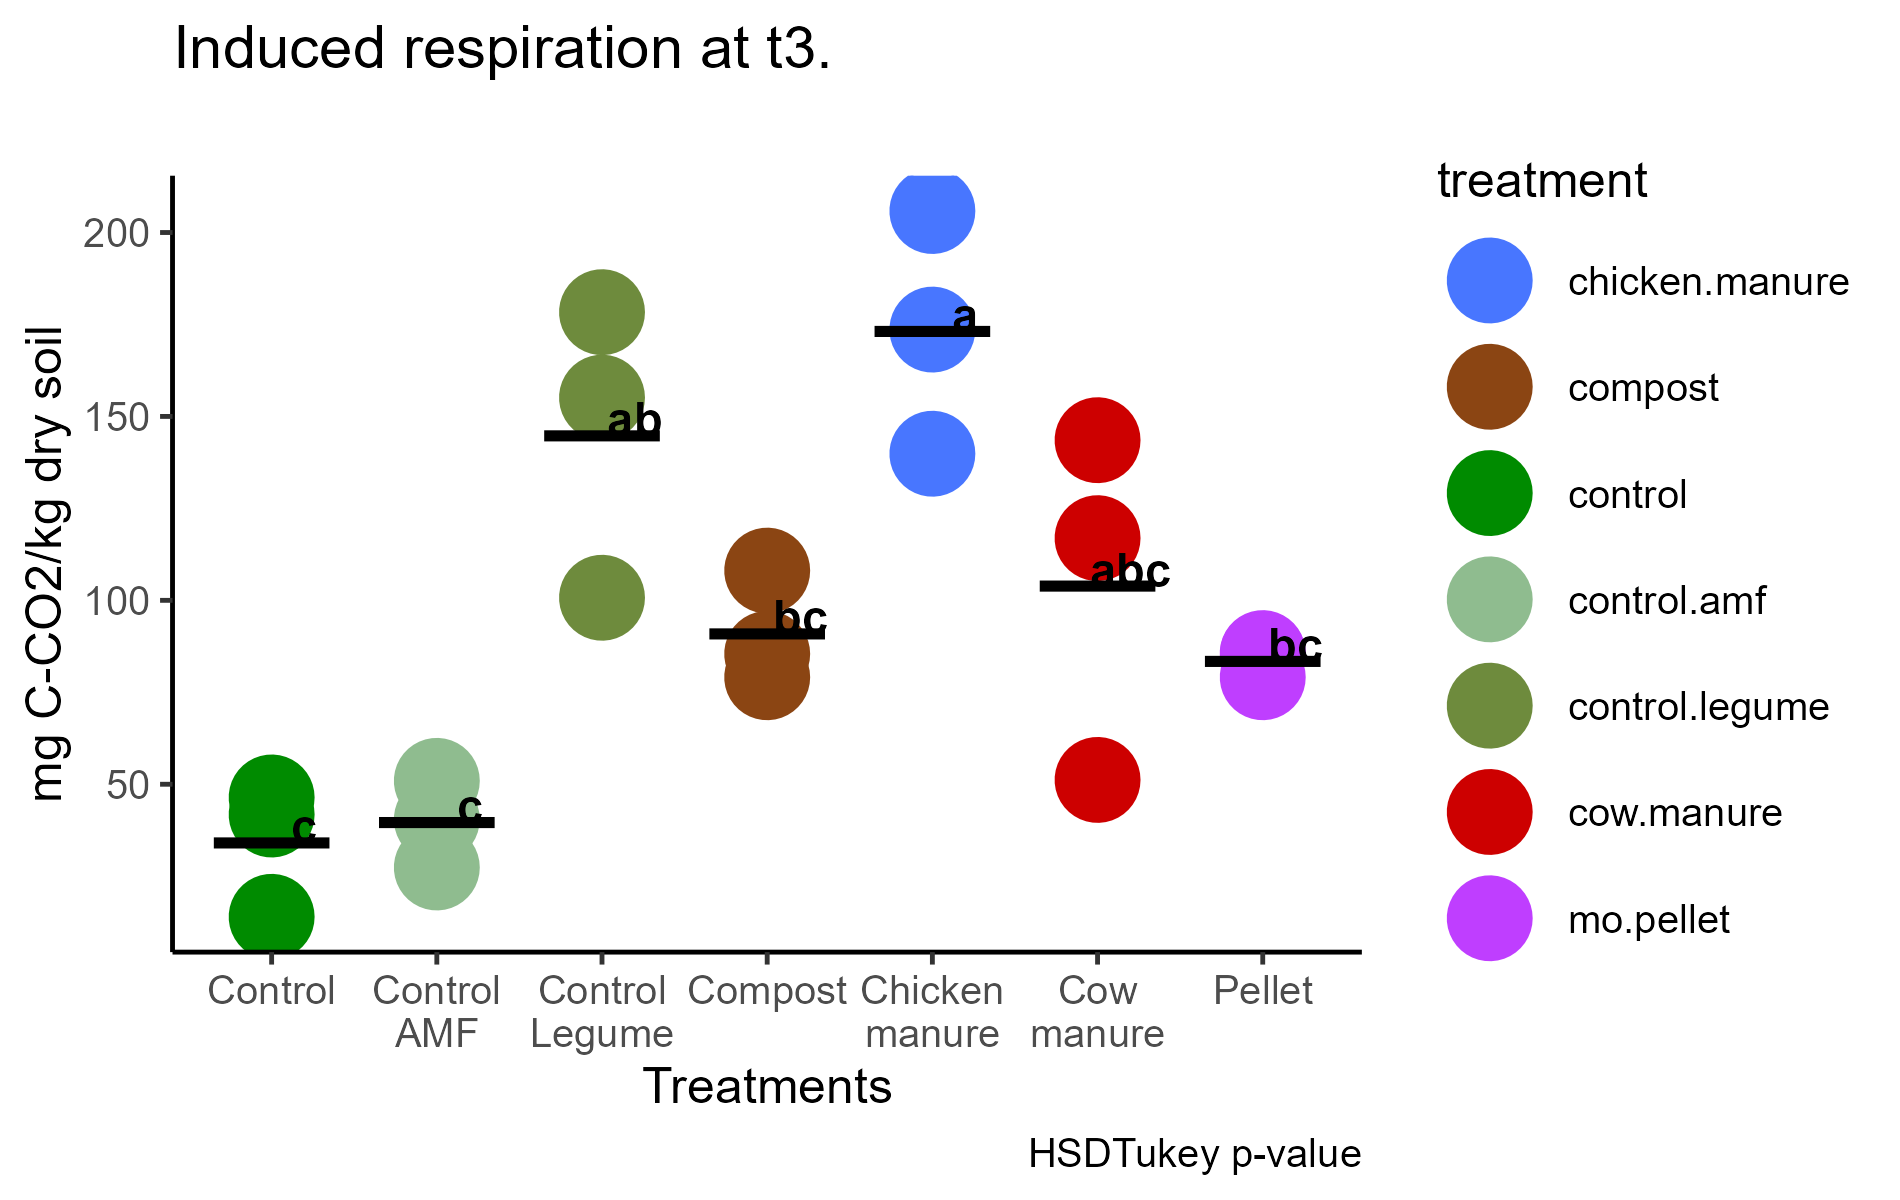 Induced respiration at t3.
mg C-CO2/kg dry soil
200
150
100
50
a
ab
abc
bc
bc
c
c
Control
Control
AMF
Control
Legume
Compost
Chicken
manure
Cow
manure
Pellet
Treatments
HSDTukey p-value
treatment
chicken.manure
compost
control
control.amf
control.legume
cow.manure
mo.pellet